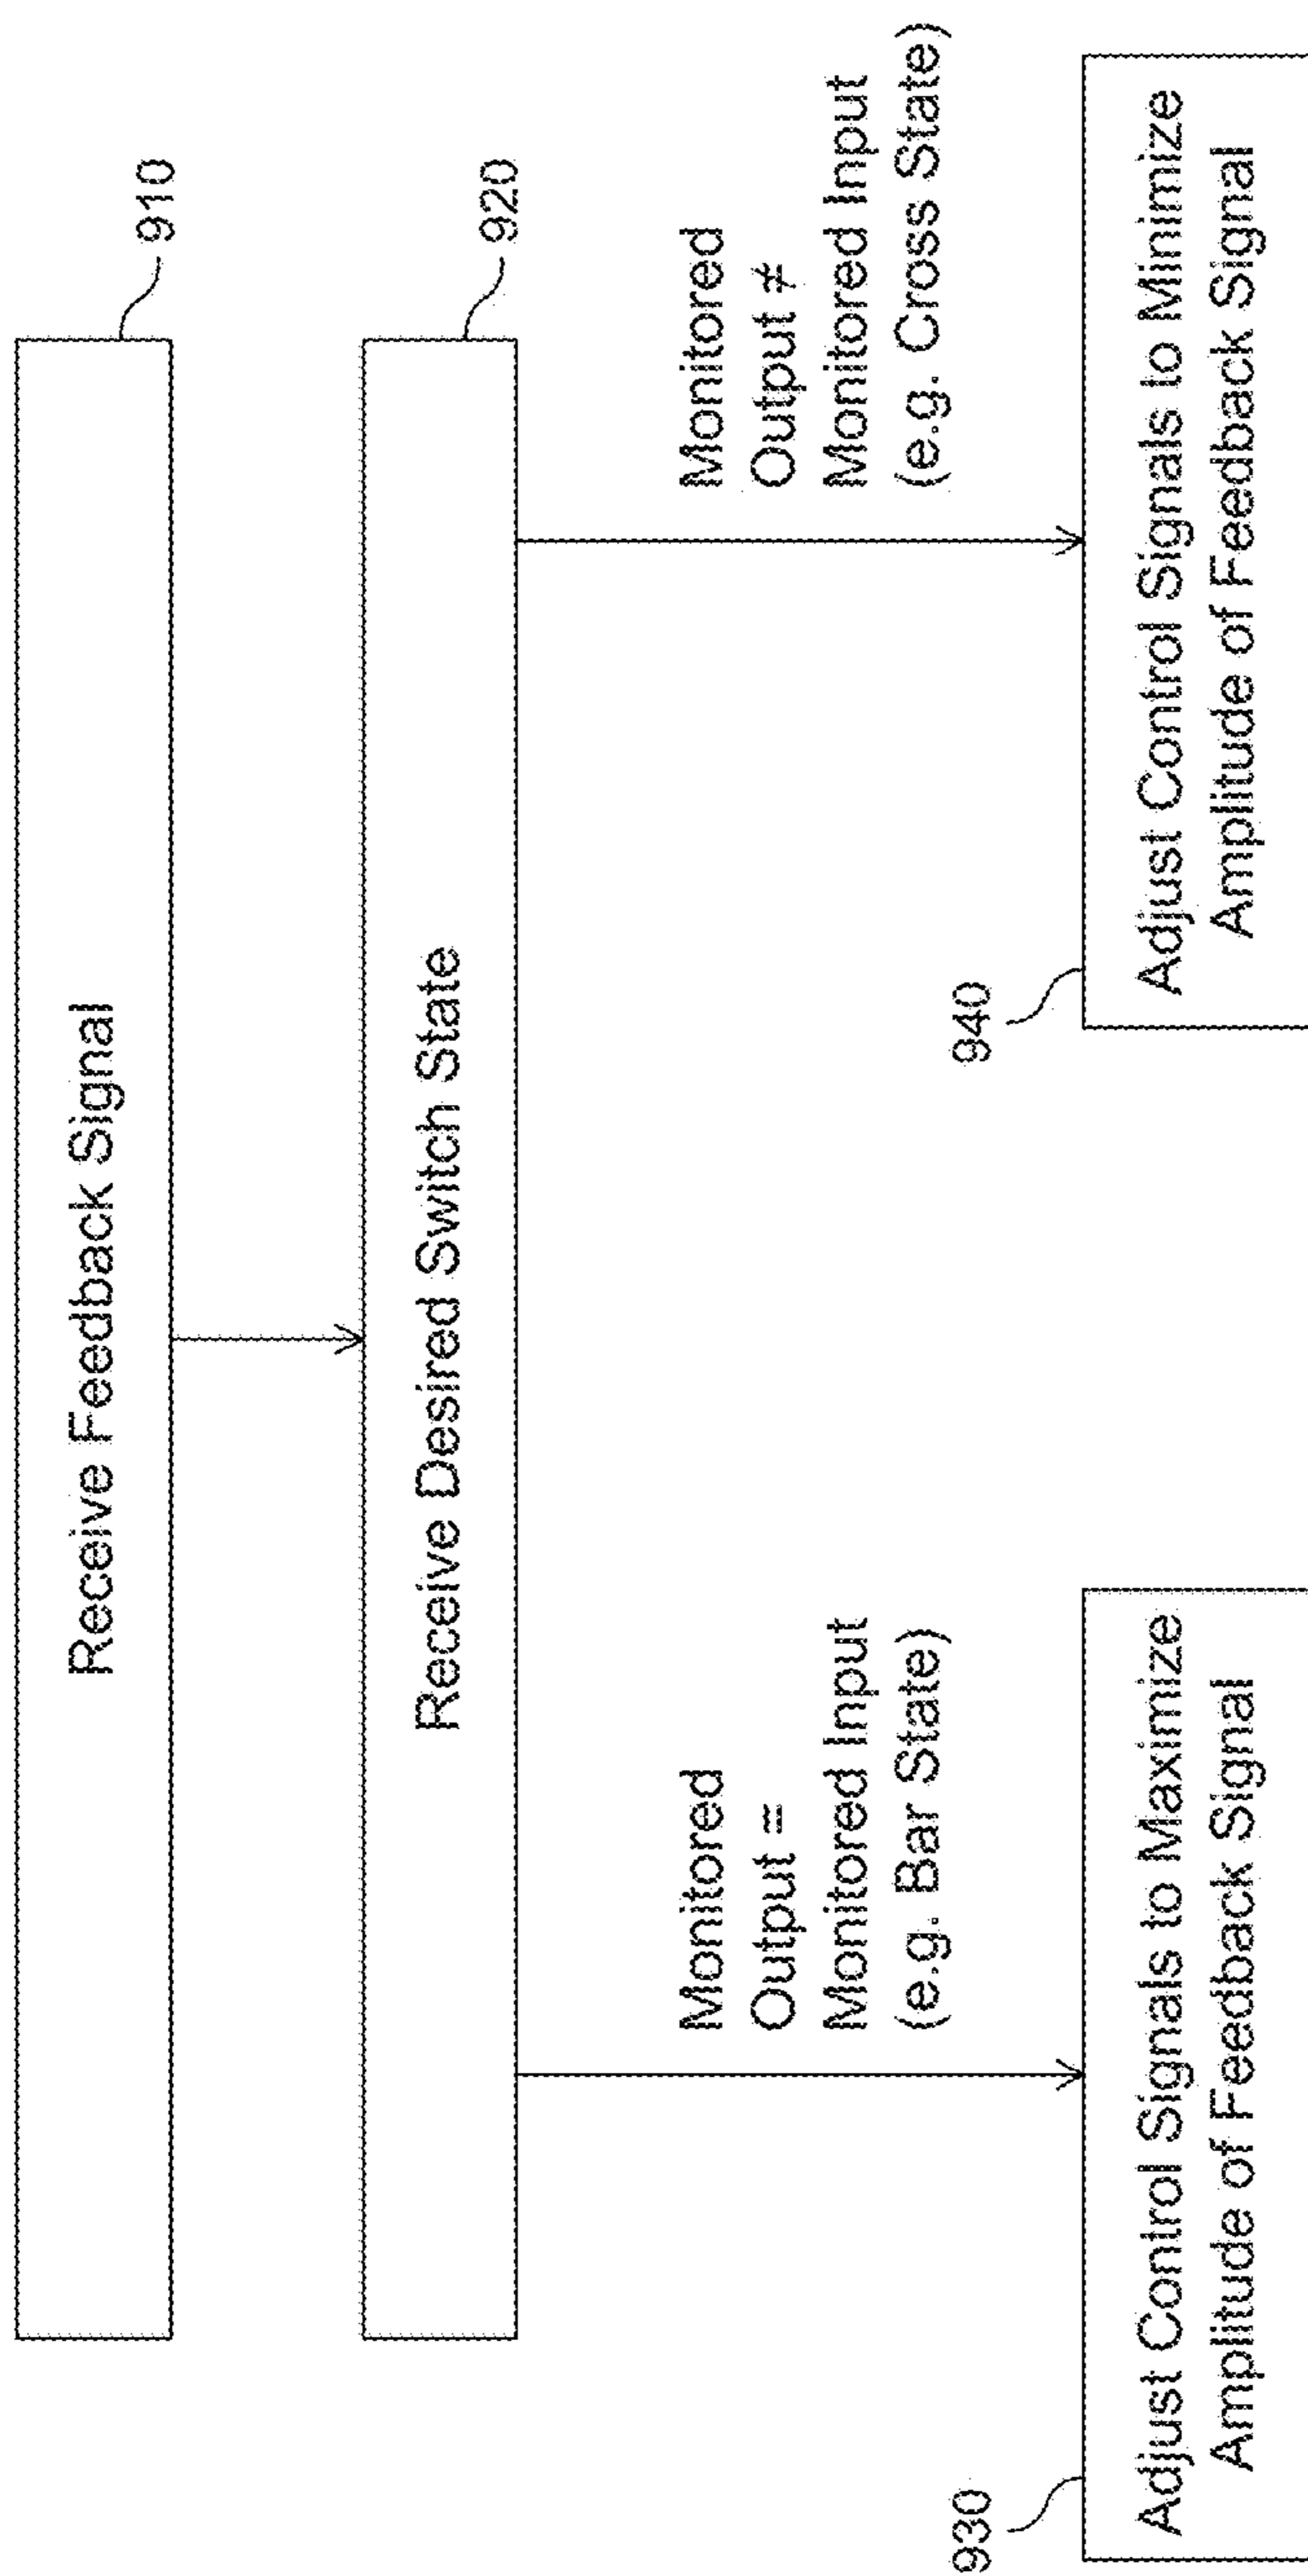 Receive Feedback Signal
910
Receive Desired Switch State
920
Monitored
Output =
Monitored Input
(e.g. Bar State)
Monitored
Output ≠
Monitored Input
(e.g. Cross State)
930
Adjust Control Signals to Maximize
Amplitude of Feedback Signal
940
Adjust Control Signals to Minimize
Amplitude of Feedback Signal